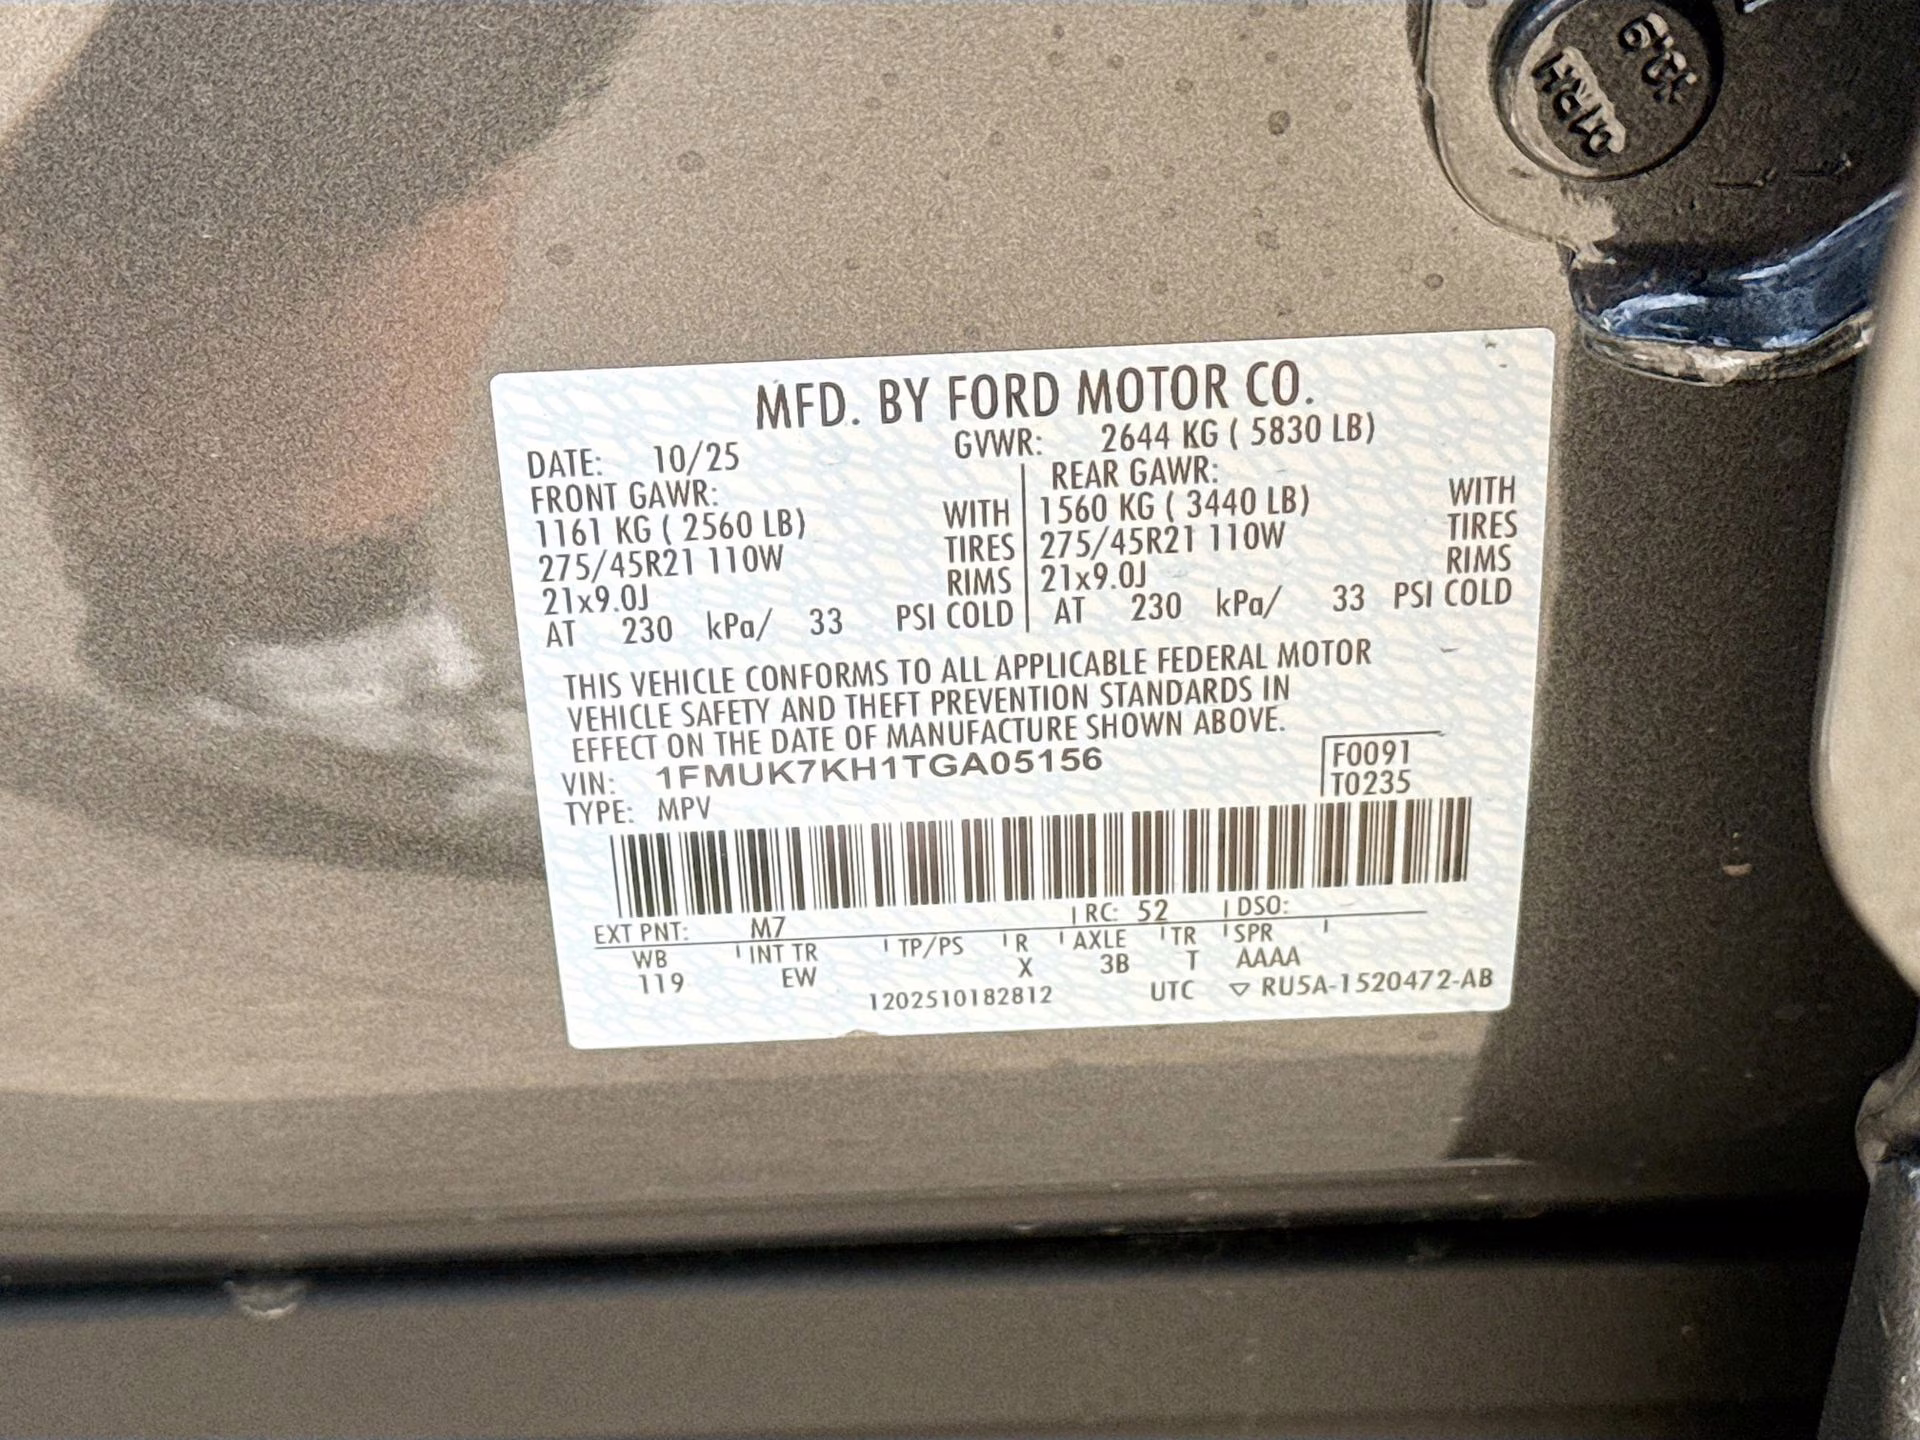 MFD. BY FORD MOTOR CO.
DATE: 10/25 GVWR: 2644 KG ( 5830 LB)
FRONT GAWR: REAR GAWR:
1161 KG ( 2560 LB) WITH 1560 KG ( 3440 LB) WITH
275/45R21 110W TIRES 275/45R21 110W TIRES
21x9.0J RIMS 21x9.0J RIMS
AT 230 kPa/ 33 PSI COLD AT 230 kPa/ 33 PSI COLD
THIS VEHICLE CONFORMS TO ALL APPLICABLE FEDERAL MOTOR
VEHICLE SAFETY AND THEFT PREVENTION STANDARDS IN
EFFECT ON THE DATE OF MANUFACTURE SHOWN ABOVE.
VIN: 1FMUK7KH1TGA05156 F0091
TYPE: MPV T0235
EXT PNT: M7 RC: 52 DSO:
WB INT TR TP/PS R AXLE TR SPR
119 EW X 3B T AAAA
1202510182812 UTC ▽ RU5A-1520472-AB